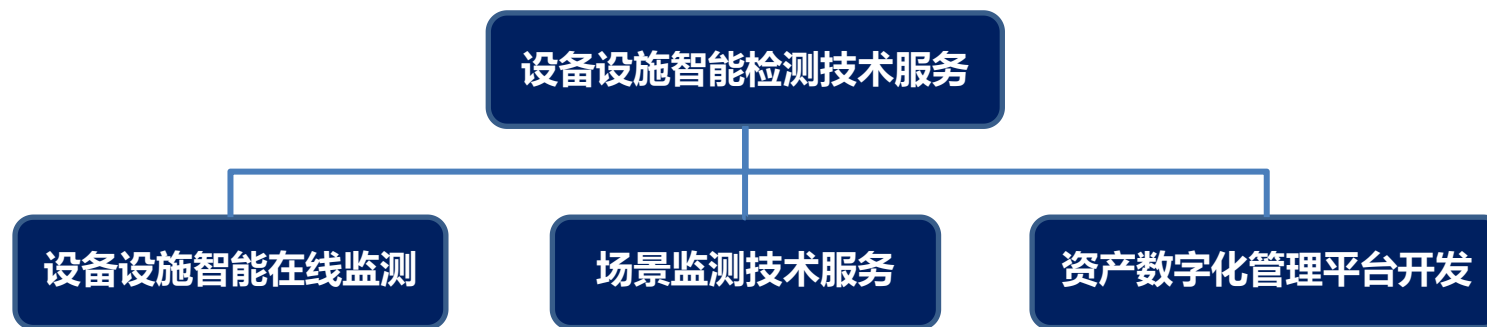 设备设施智能检测技术服务
设备设施智能在线监测
场景监测技术服务
资产数字化管理平台开发